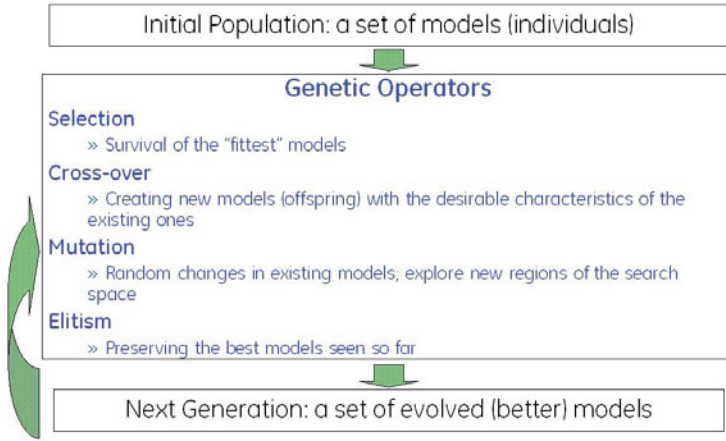 Initial Population: a set of models (individuals)
Genetic Operators
Selection
» Survival of the "fittest" models
Cross-over
» Creating new models (offspring) with the desirable characteristics of the
existing ones
Mutation
» Random changes in existing models; explore new regions of the search
space
Elitism
» Preserving the best models seen so far
Next Generation: a set of evolved (better) models